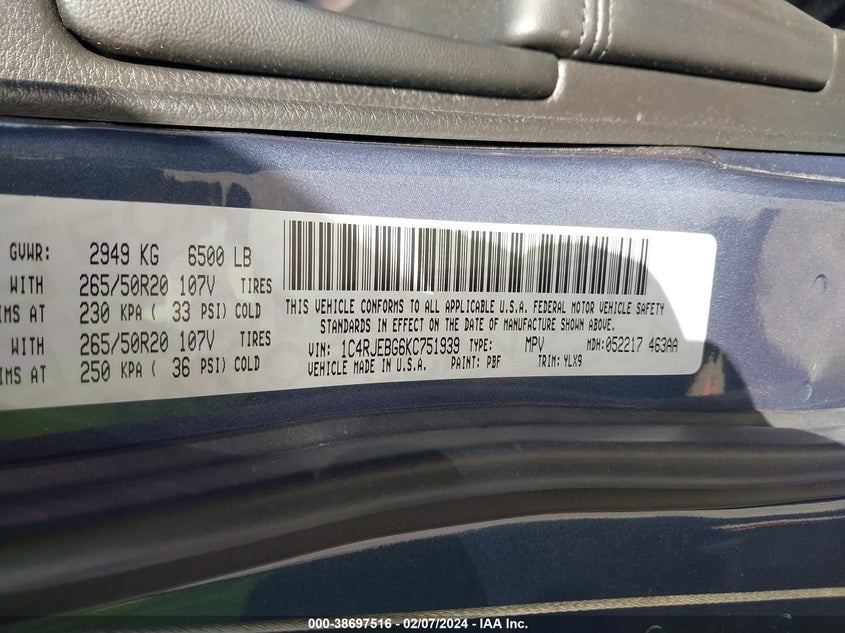 GVWR: 2949 KG 6500 LB
WITH 265/50R20 107V TIRES
IMS AT 230 KPA ( 33 PSI) COLD
WITH 265/50R20 107V TIRES
IMS AT 250 KPA ( 36 PSI) COLD
THIS VEHICLE CONFORMS TO ALL APPLICABLE U.S.A. FEDERAL MOTOR VEHICLE SAFETY
STANDARDS IN EFFECT ON THE DATE OF MANUFACTURE SHOWN ABOVE.
VIN: 1C4RJEBG6KC751939 TYPE: MPV MDH:052217 463AA
VEHICLE MADE IN U.S.A. PAINT: PBF TRIM: YLX9
000-38697516 - 02/07/2024 - IAA Inc.